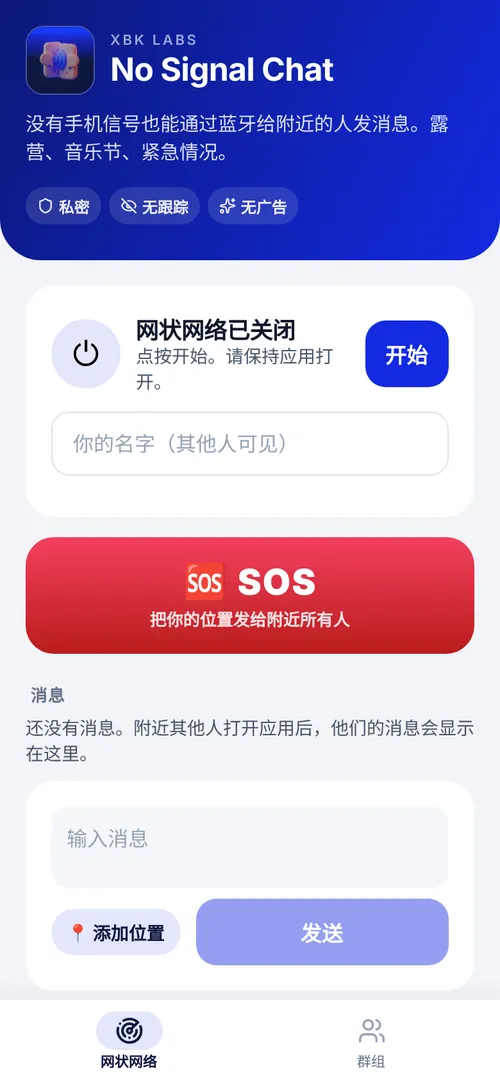 XBK LABS
No Signal Chat
没有手机信号也能通过蓝牙给附近的人发消息。露
营、音乐节、紧急情况。
私密
无跟踪
无广告
网状网络已关闭
点按开始。请保持应用打
开。
开始
你的名字（其他人可见）
🆘 SOS
把你的位置发给附近所有人
消息
还没有消息。附近其他人打开应用后，他们的消息会显示
在这里。
输入消息
📍 添加位置
发送
网状网络
群组